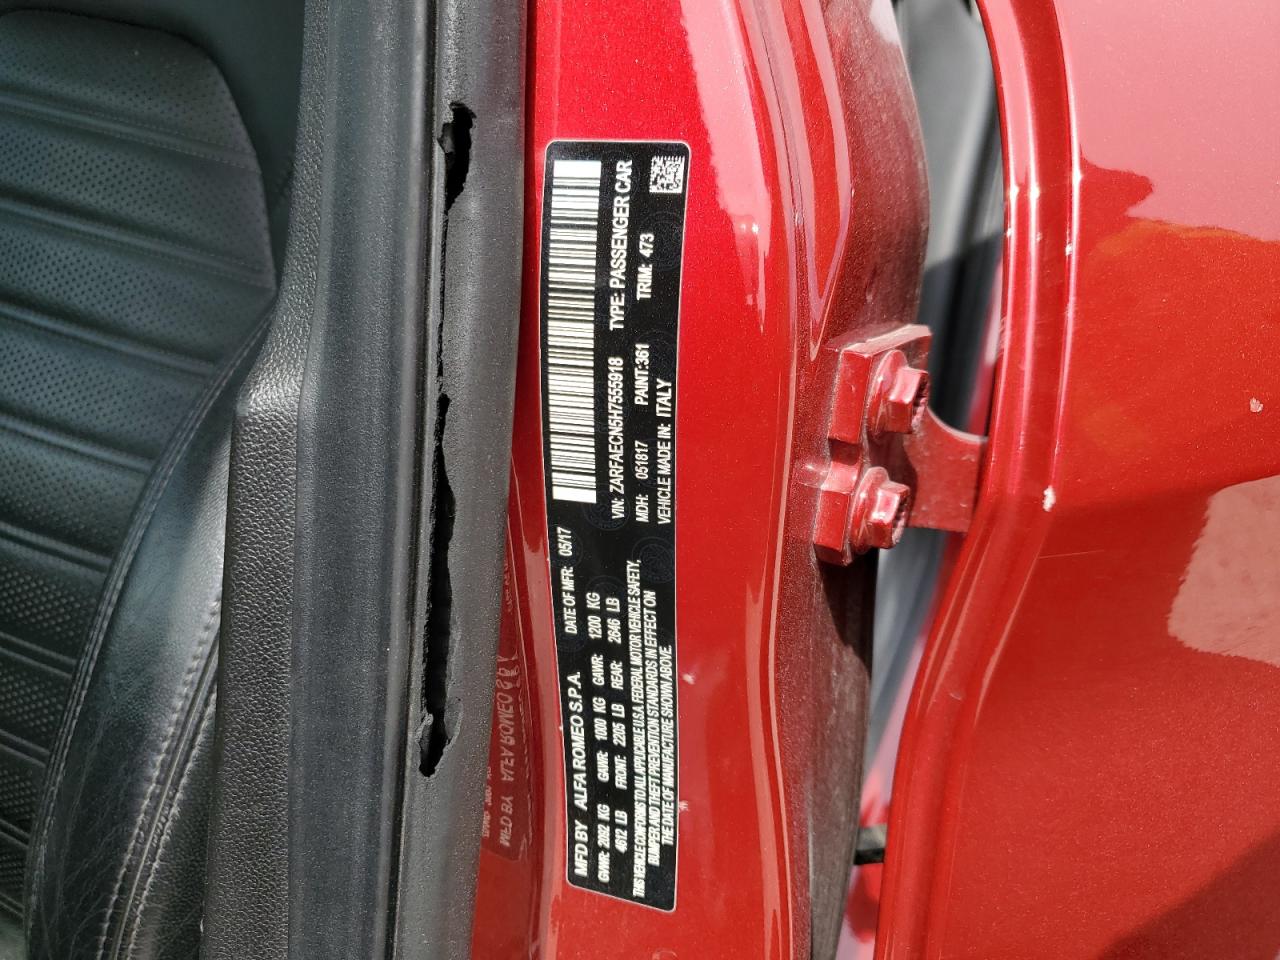 MFD BY ALFA ROMEO S.P.A. DATE OF MFR: 05/17
GVWR: 2092 KG GAWR: 1000 KG GAWR: 1200 KG
4612 LB FRONT: 2205 LB REAR: 2646 LB
THIS VEHICLE CONFORMS TO ALL APPLICABLE U.S.A. FEDERAL MOTOR VEHICLE SAFETY,
BUMPER, AND THEFT PREVENTION STANDARDS IN EFFECT ON
THE DATE OF MANUFACTURE SHOWN ABOVE.
VIN: ZARFAECN5H7555918 TYPE: PASSENGER CAR
MDH: 051817 PAINT:361 TRIM: 473
VEHICLE MADE IN: ITALY